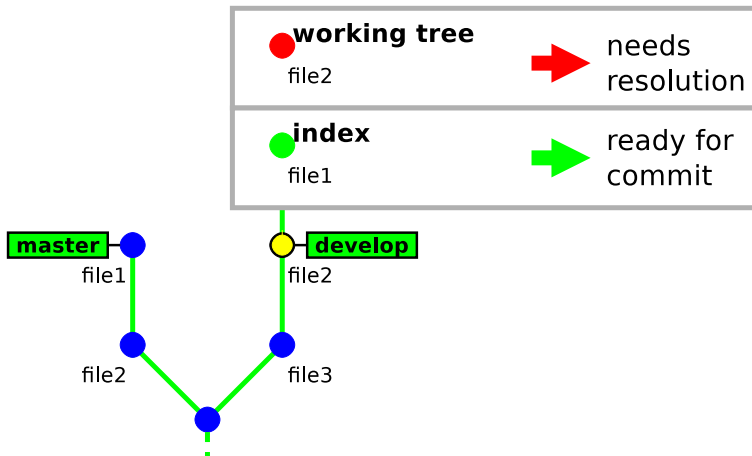 working tree
file2
needs
resolution
index
file1
ready for
commit
master
develop
file1
file2
file2
file3